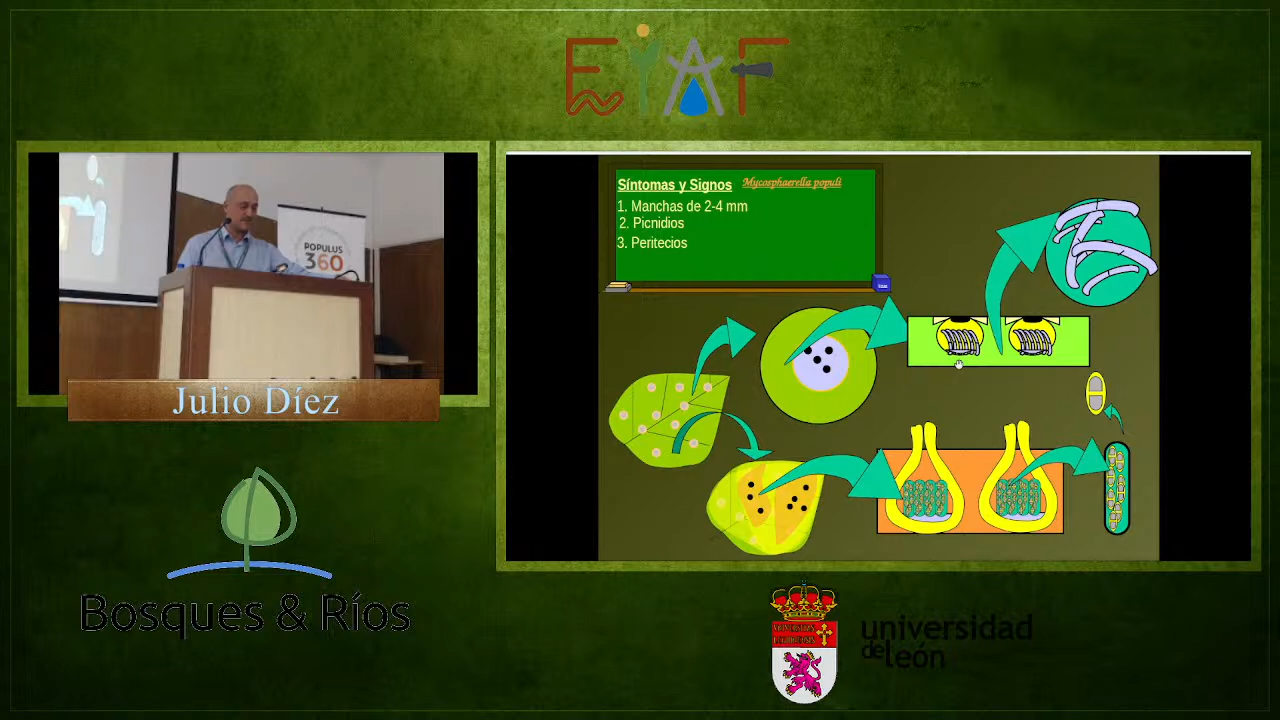 EYAF
Síntomas y Signos Mycosphaerella populi
1. Manchas de 2-4 mm
2. Picnidios
3. Peritecios
POPULUS
360
Julio Díez
Bosques & Ríos
universidad
de león